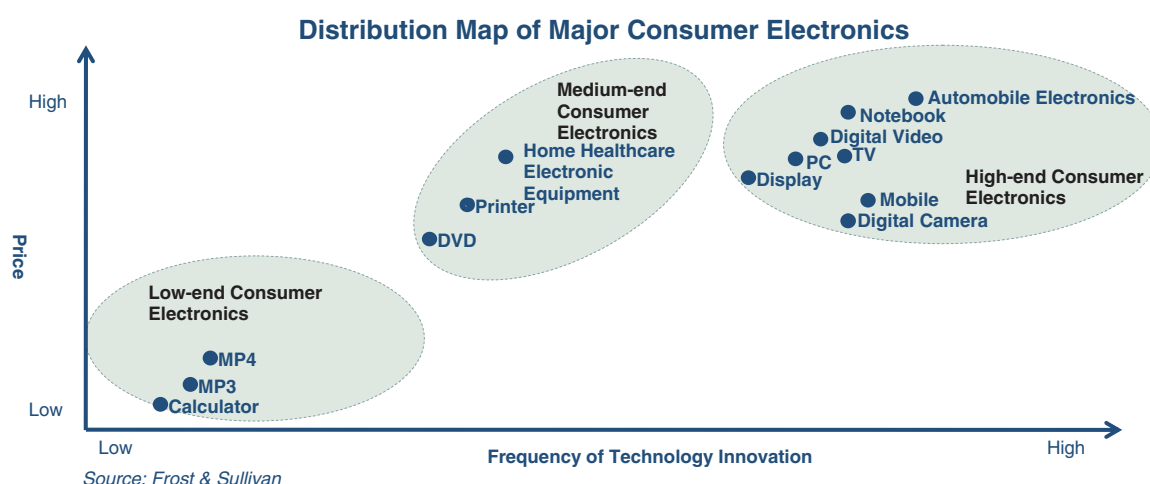 Distribution Map of Major Consumer Electronics
High
Medium-end
Consumer
Electronics
Home Healthcare
Electronic
Equipment
Printer
DVD
Automobile Electronics
Notebook
Digital Video
TV
PC
Display
High-end Consumer
Electronics
Mobile
Digital Camera
Price
Low-end Consumer
Electronics
MP4
MP3
Calculator
Low
Low
High
Frequency of Technology Innovation
Source: Frost & Sullivan